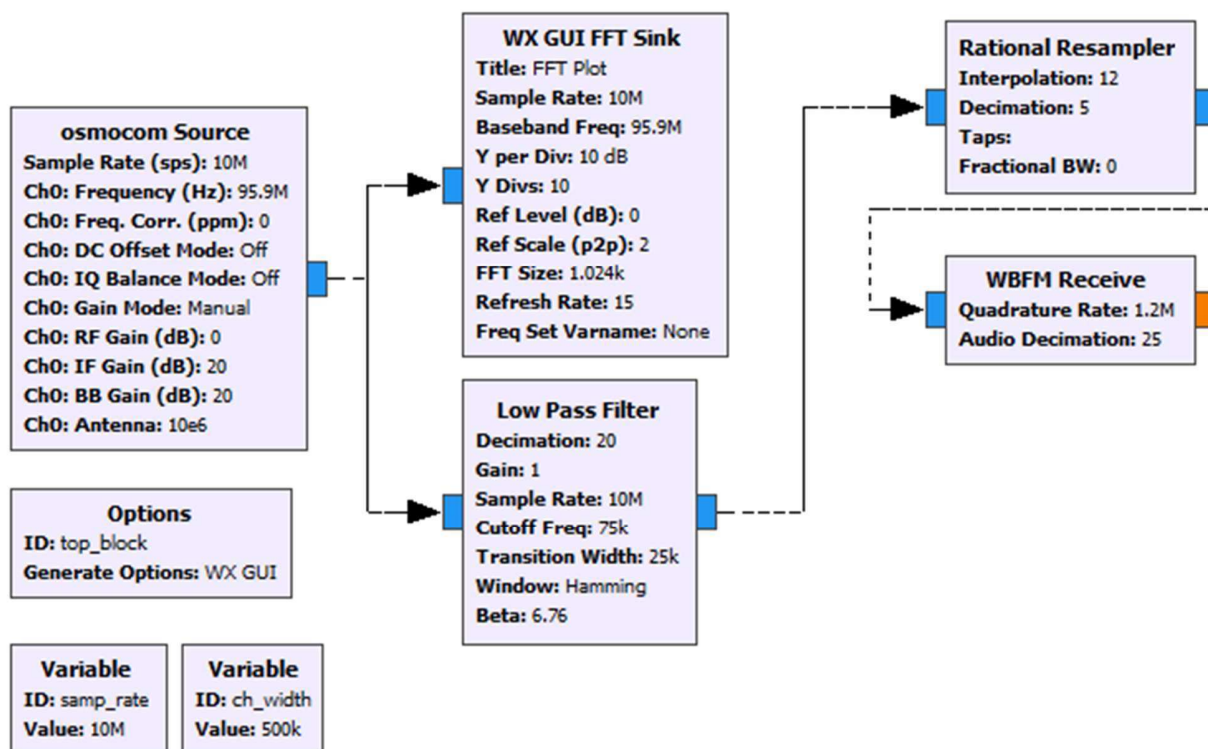 osmocom Source
Sample Rate (sps): 10M
Ch0: Frequency (Hz): 95.9M
Ch0: Freq. Corr. (ppm): 0
Ch0: DC Offset Mode: Off
Ch0: IQ Balance Mode: Off
Ch0: Gain Mode: Manual
Ch0: RF Gain (dB): 0
Ch0: IF Gain (dB): 20
Ch0: BB Gain (dB): 20
Ch0: Antenna: 10e6
Options
ID: top_block
Generate Options: WX GUI
Variable
ID: samp_rate
Value: 10M
Variable
ID: ch_width
Value: 500k
WX GUI FFT Sink
Title: FFT Plot
Sample Rate: 10M
Baseband Freq: 95.9M
Y per Div: 10 dB
Y Divs: 10
Ref Level (dB): 0
Ref Scale (p2p): 2
FFT Size: 1.024k
Refresh Rate: 15
Freq Set Varname: None
Low Pass Filter
Decimation: 20
Gain: 1
Sample Rate: 10M
Cutoff Freq: 75k
Transition Width: 25k
Window: Hamming
Beta: 6.76
Rational Resampler
Interpolation: 12
Decimation: 5
Taps:
Fractional BW: 0
WBFM Receive
Quadrature Rate: 1.2M
Audio Decimation: 25